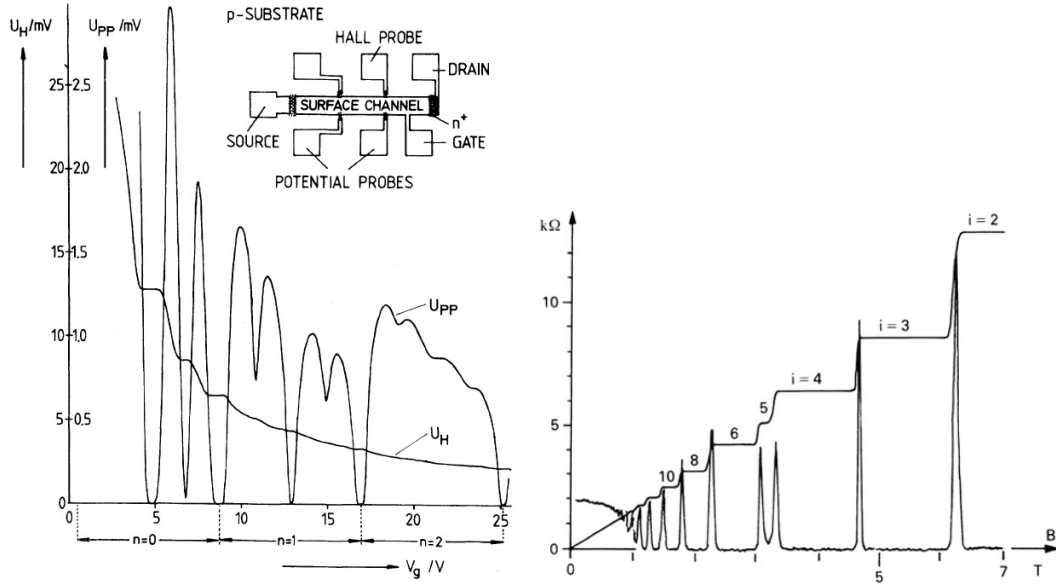 U_H/mV
U_PP/mV
p-SUBSTRATE
HALL PROBE
DRAIN
SURFACE CHANNEL
n+
SOURCE
GATE
POTENTIAL PROBES
25
2.5
20
2.0
15
1.5
10
1.0
5
0.5
0
0
U_PP
U_H
0
5
10
15
20
25
n=0
n=1
n=2
V_g /V
kΩ
10
5
0
i = 2
i = 3
i = 4
5
6
8
10
0
5
7
B
T